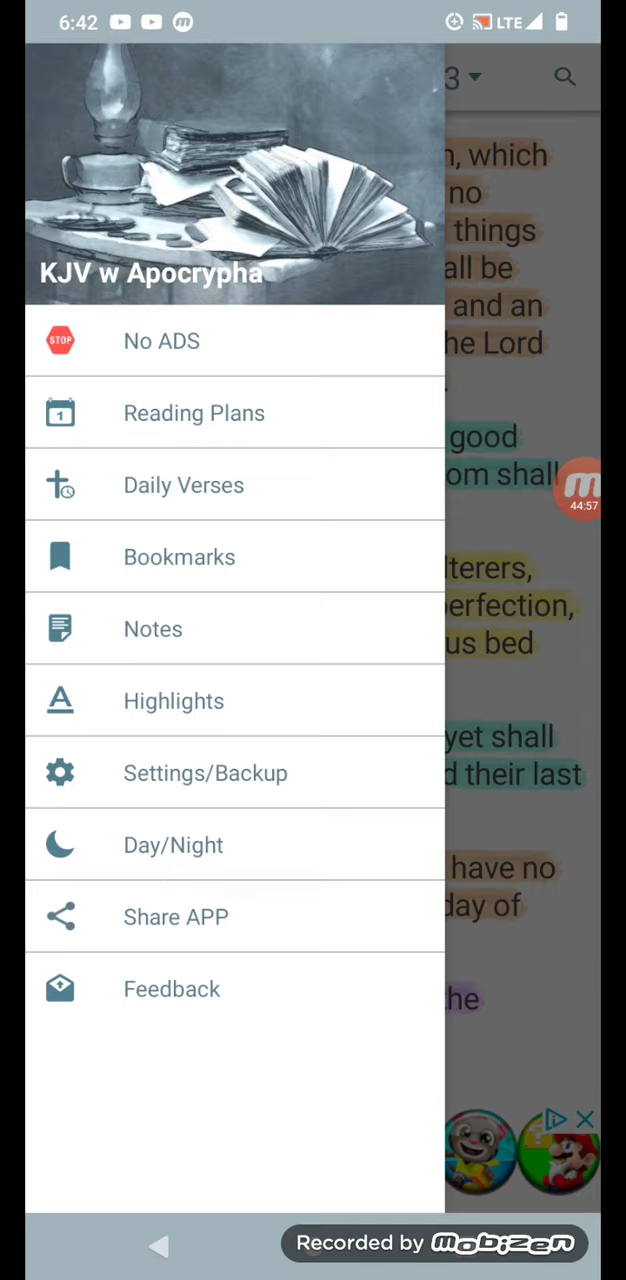 6:42
LTE
3
KJV w Apocrypha
STOP
No ADS
1
Reading Plans
Daily Verses
Bookmarks
Notes
Highlights
Settings/Backup
Day/Night
Share APP
Feedback
, which
no
things
all be
and an
he Lord
good
om shall
44:57
lterers,
erfection,
us bed
yet shall
d their last
have no
day of
he
Recorded by mobizen